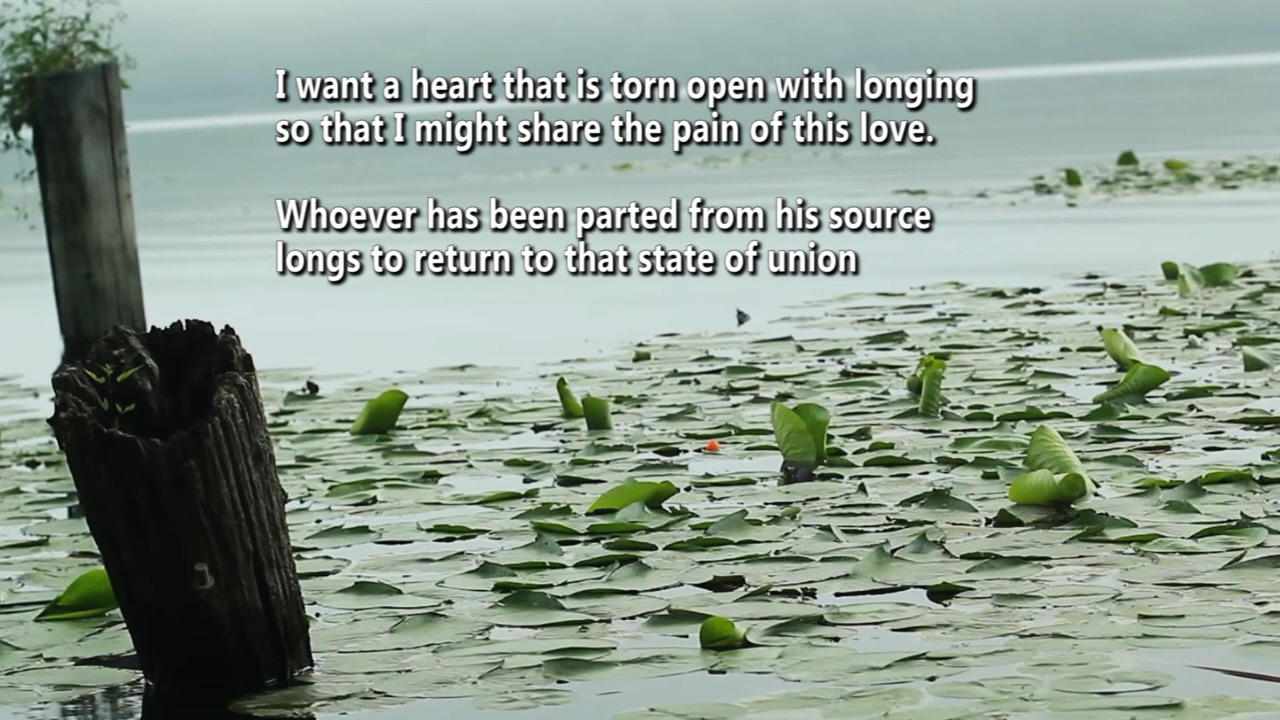 I want a heart that is torn open with longing
so that I might share the pain of this love.
Whoever has been parted from his source
longs to return to that state of union